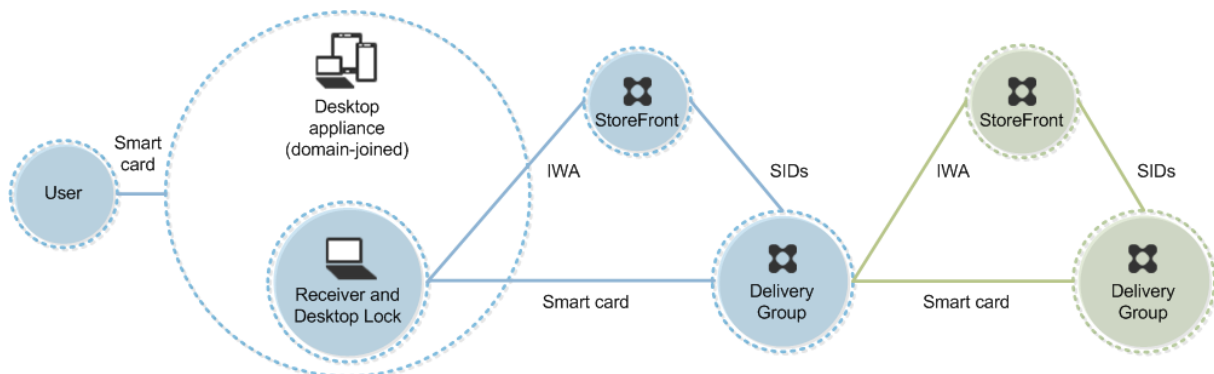 User
Smart
card
Desktop
appliance
(domain-joined)
Receiver and
Desktop Lock
IWA
StoreFront
SIDs
Smart card
Delivery
Group
IWA
StoreFront
SIDs
Smart card
Delivery
Group